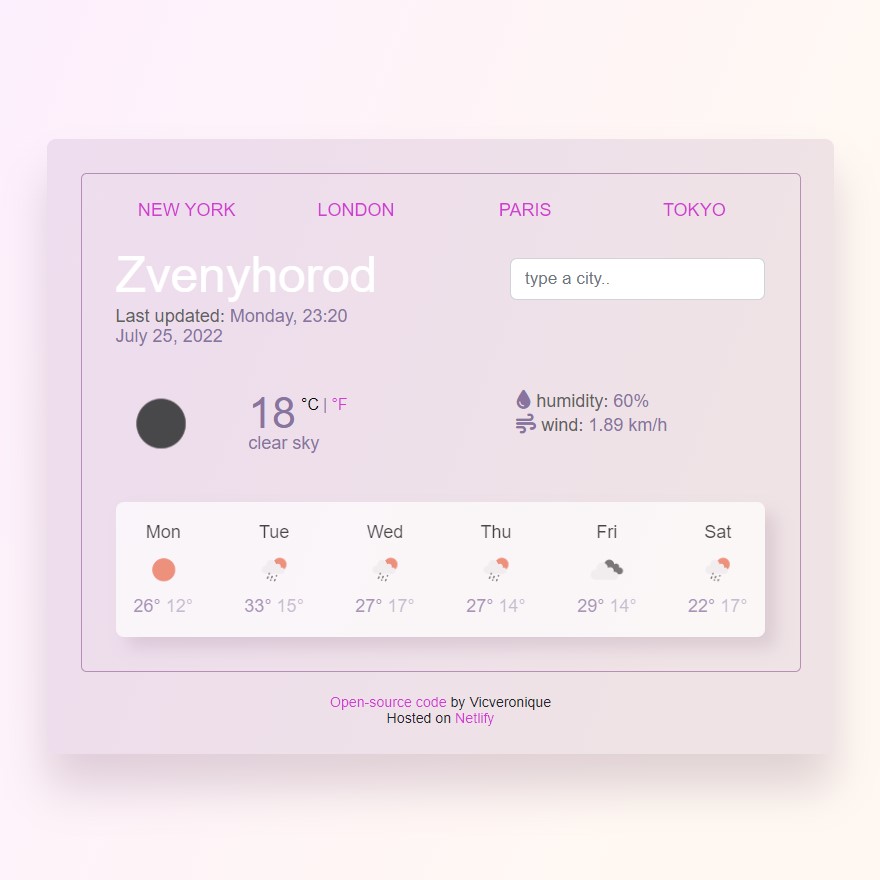 NEW YORK LONDON PARIS TOKYO
Zvenyhorod
type a city..
Last updated: Monday, 23:20
July 25, 2022
18 °C | °F
clear sky
humidity: 60%
wind: 1.89 km/h
Mon Tue Wed Thu Fri Sat
26° 12° 33° 15° 27° 17° 27° 14° 29° 14° 22° 17°
Open-source code by Vicveronique
Hosted on Netlify